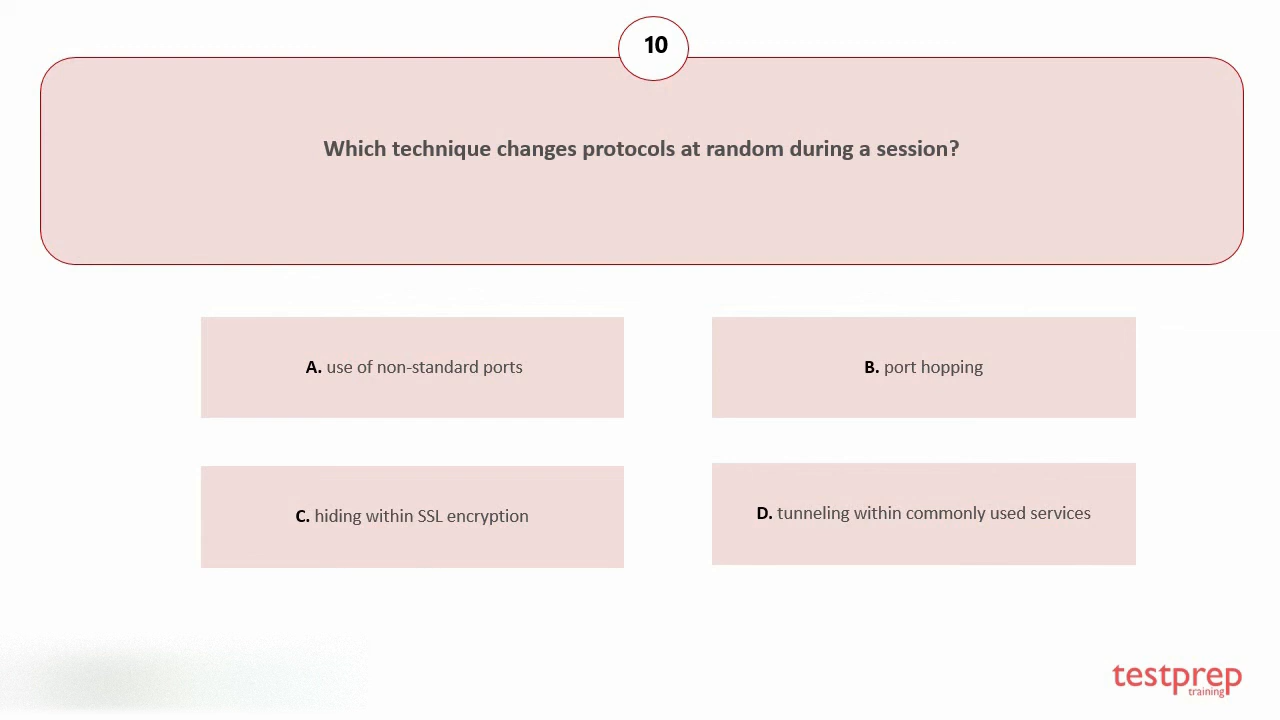 10
Which technique changes protocols at random during a session?
A. use of non-standard ports
B. port hopping
C. hiding within SSL encryption
D. tunneling within commonly used services
testprep
training